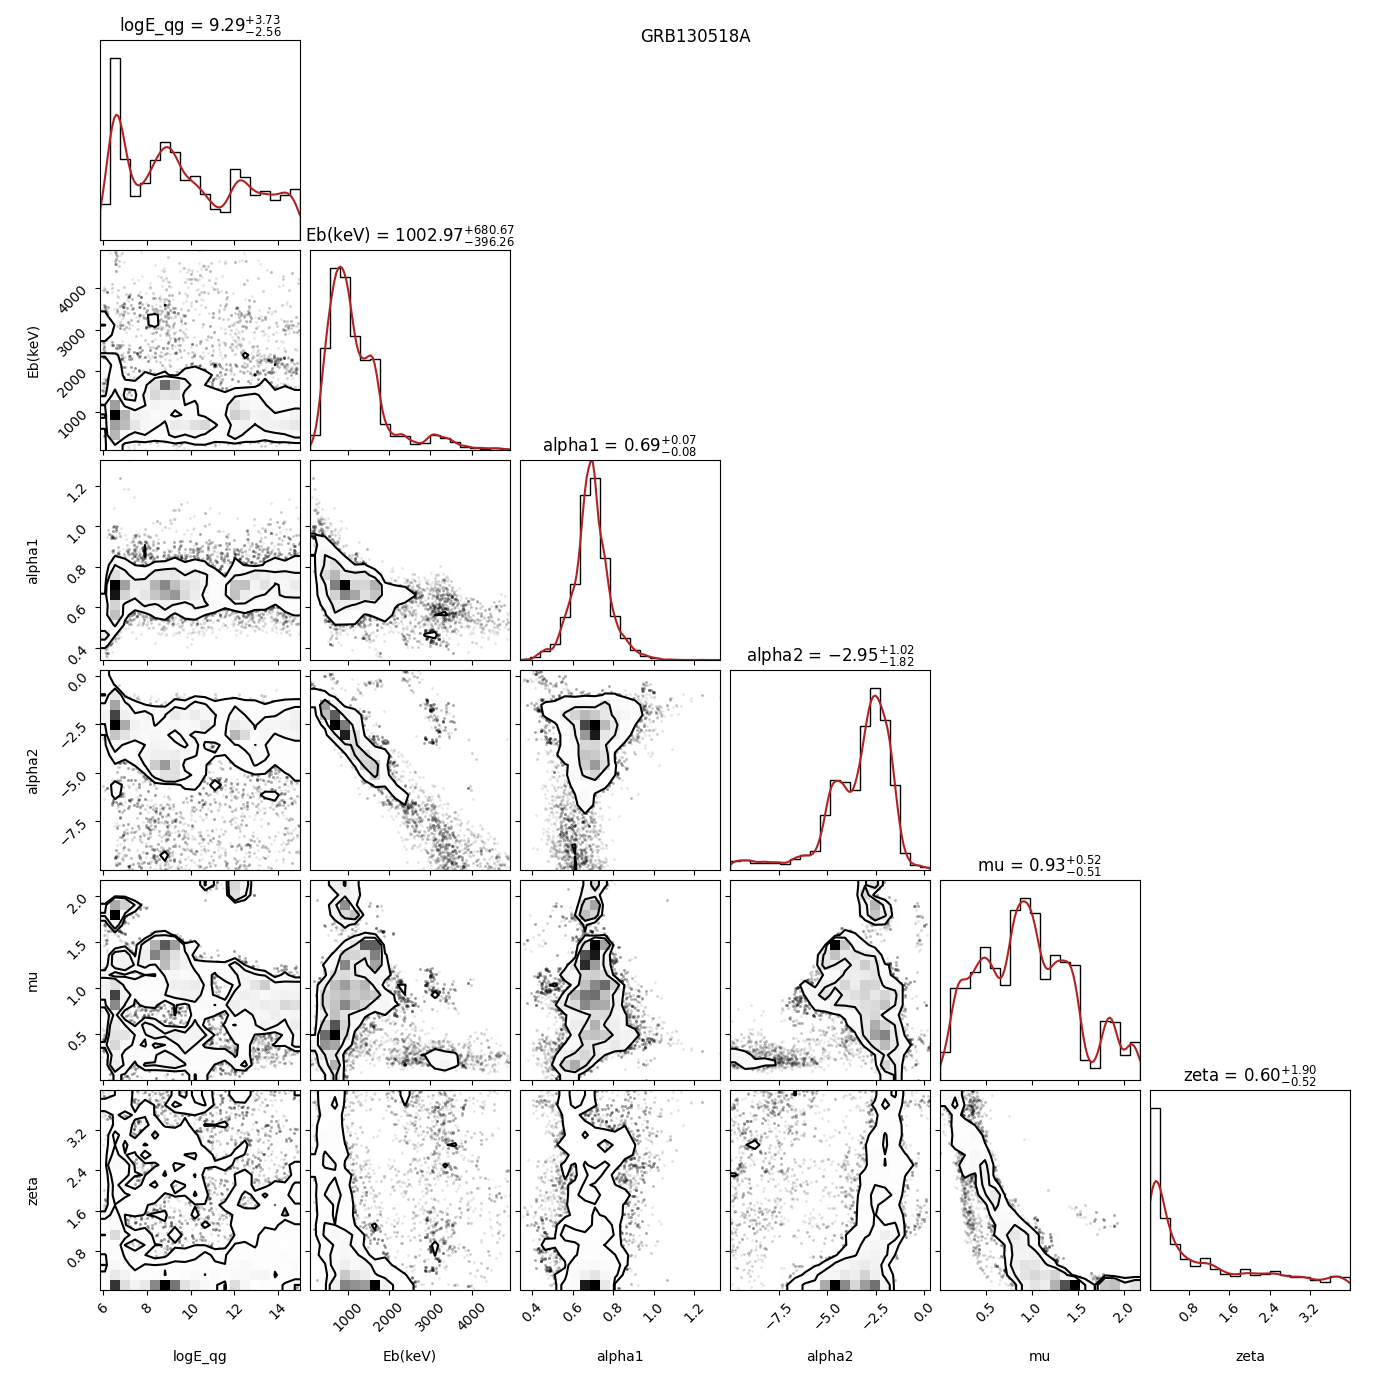 GRB130518A
logE_qg = 9.29+3.73−2.56
Eb(keV) = 1002.97+680.67−396.26
alpha1 = 0.69+0.07−0.08
alpha2 = −2.95+1.02−1.82
mu = 0.93+0.52−0.51
zeta = 0.60+1.90−0.52
Eb(keV)
4000
3000
2000
1000
alpha1
1.2
1.0
0.8
0.6
0.4
alpha2
0.0
−2.5
−5.0
−7.5
mu
2.0
1.5
1.0
0.5
zeta
3.2
2.4
1.6
0.8
6 8 10 12 14
1000 2000 3000 4000
0.4 0.6 0.8 1.0 1.2
−7.5 −5.0 −2.5 0.0
0.5 1.0 1.5 2.0
0.8 1.6 2.4 3.2
logE_qg Eb(keV) alpha1 alpha2 mu zeta